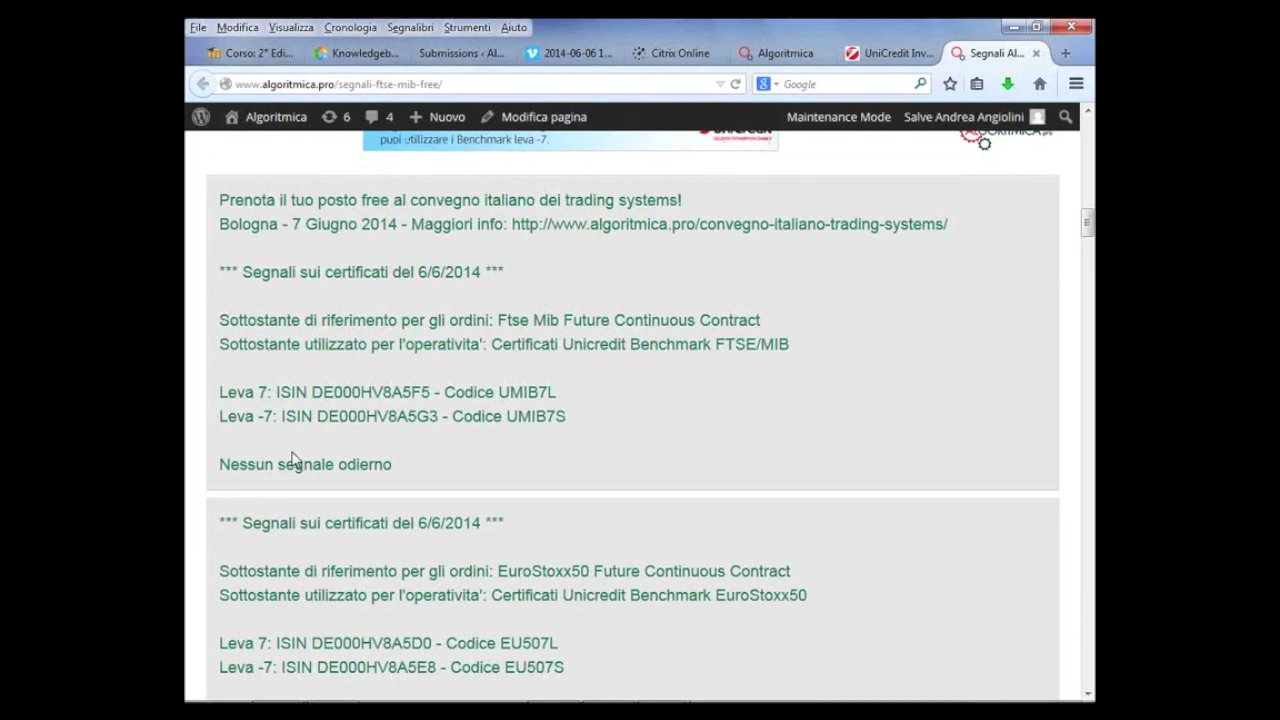 File Modifica Visualizza Cronologia Segnalibri Strumenti Aiuto
Corso: 2° Edi... Knowledgeb... Submissions ‹ Al... 2014-06-06 1... Citrix Online Algoritmica UniCredit Inv... Segnali Al...
www.algoritmica.pro/segnali-ftse-mib-free/ Google
Algoritmica 6 4 Nuovo Modifica pagina Maintenance Mode Salve Andrea Angiolini
puoi utilizzare i Benchmark leva -7.
Prenota il tuo posto free al convegno italiano dei trading systems!
Bologna - 7 Giugno 2014 - Maggiori info: http://www.algoritmica.pro/convegno-italiano-trading-systems/
*** Segnali sui certificati del 6/6/2014 ***
Sottostante di riferimento per gli ordini: Ftse Mib Future Continuous Contract
Sottostante utilizzato per l'operativita': Certificati Unicredit Benchmark FTSE/MIB
Leva 7: ISIN DE000HV8A5F5 - Codice UMIB7L
Leva -7: ISIN DE000HV8A5G3 - Codice UMIB7S
Nessun segnale odierno
*** Segnali sui certificati del 6/6/2014 ***
Sottostante di riferimento per gli ordini: EuroStoxx50 Future Continuous Contract
Sottostante utilizzato per l'operativita': Certificati Unicredit Benchmark EuroStoxx50
Leva 7: ISIN DE000HV8A5D0 - Codice EU507L
Leva -7: ISIN DE000HV8A5E8 - Codice EU507S